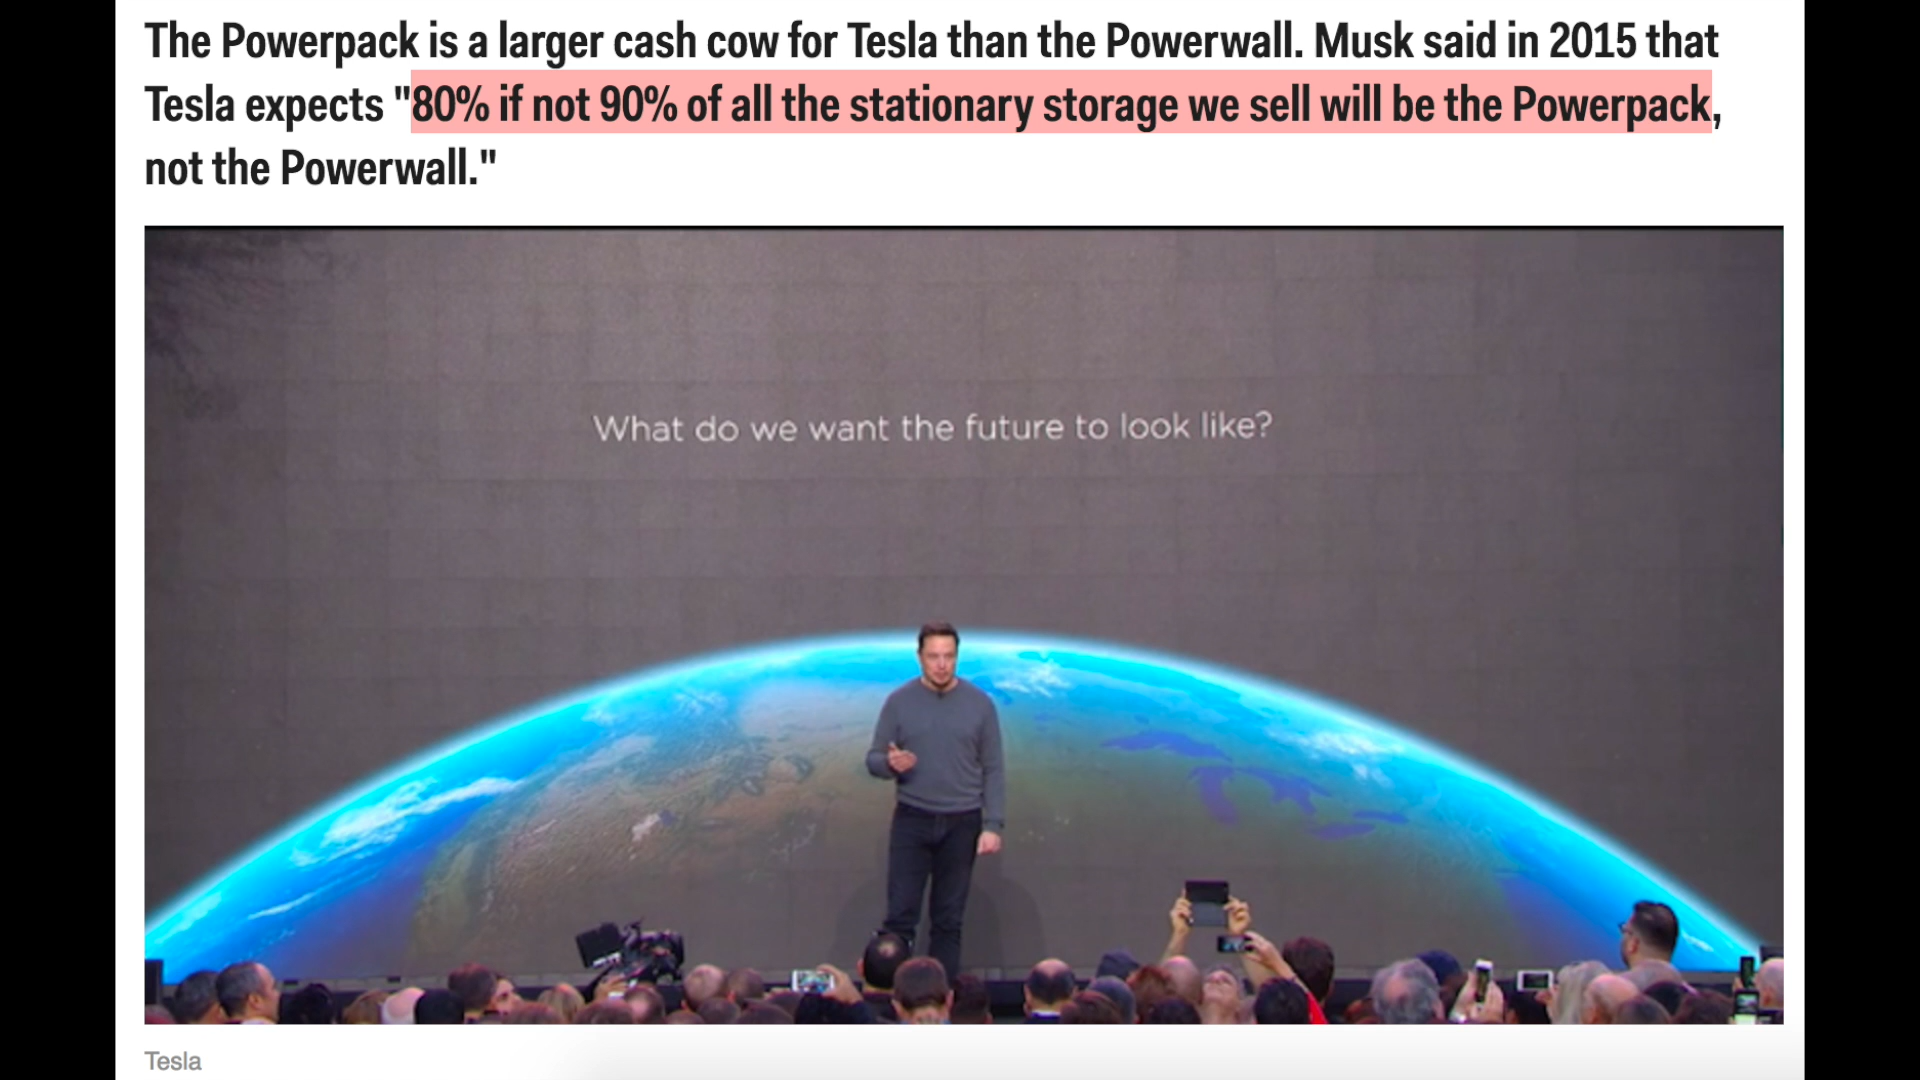 The Powerpack is a larger cash cow for Tesla than the Powerwall. Musk said in 2015 that
Tesla expects "80% if not 90% of all the stationary storage we sell will be the Powerpack,
not the Powerwall."
What do we want the future to look like?
Tesla